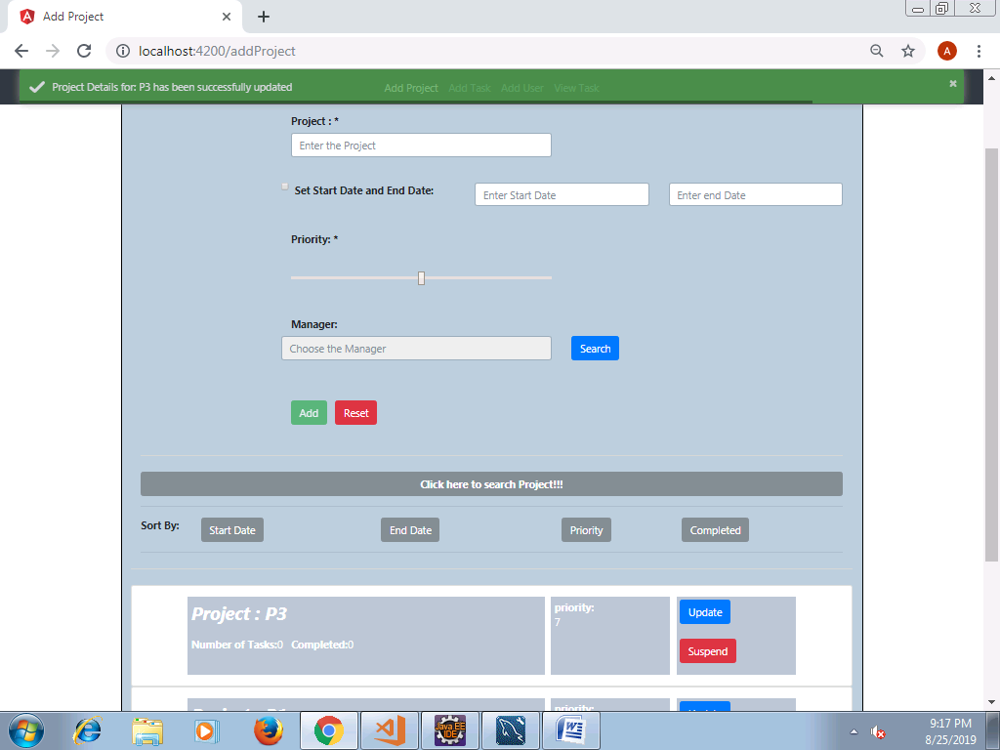 Add Project
localhost:4200/addProject
A
Project Details for: P3 has been successfully updated
Add Project Add Task Add User View Task
Project : *
Enter the Project
Set Start Date and End Date:
Enter Start Date
Enter end Date
Priority: *
Manager:
Choose the Manager
Search
Add
Reset
Click here to search Project!!!
Sort By:
Start Date
End Date
Priority
Completed
Project : P3
Number of Tasks:0 Completed:0
priority:
7
Update
Suspend
priority:
Java EE
IDE
9:17 PM
8/25/2019